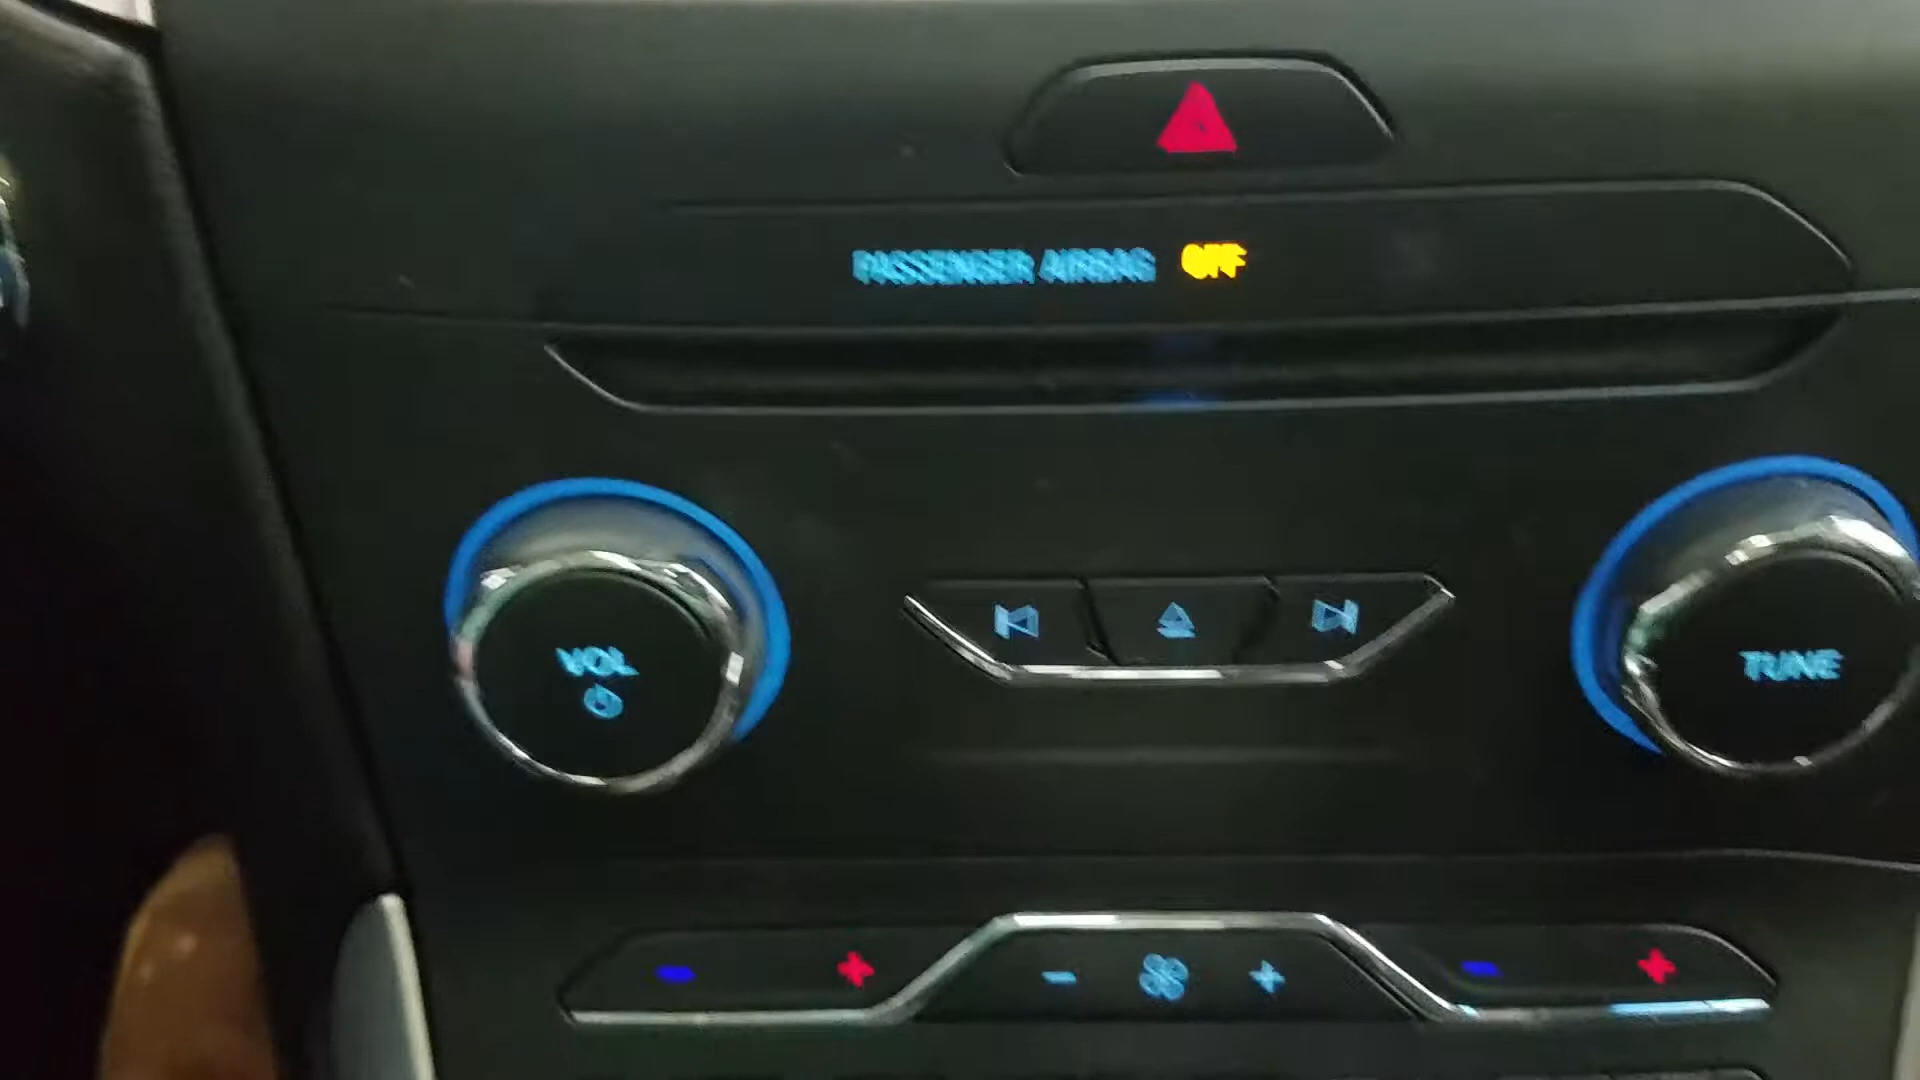 PASSENGER AIRBAG OFF
VOL
TUNE
- + - + - +